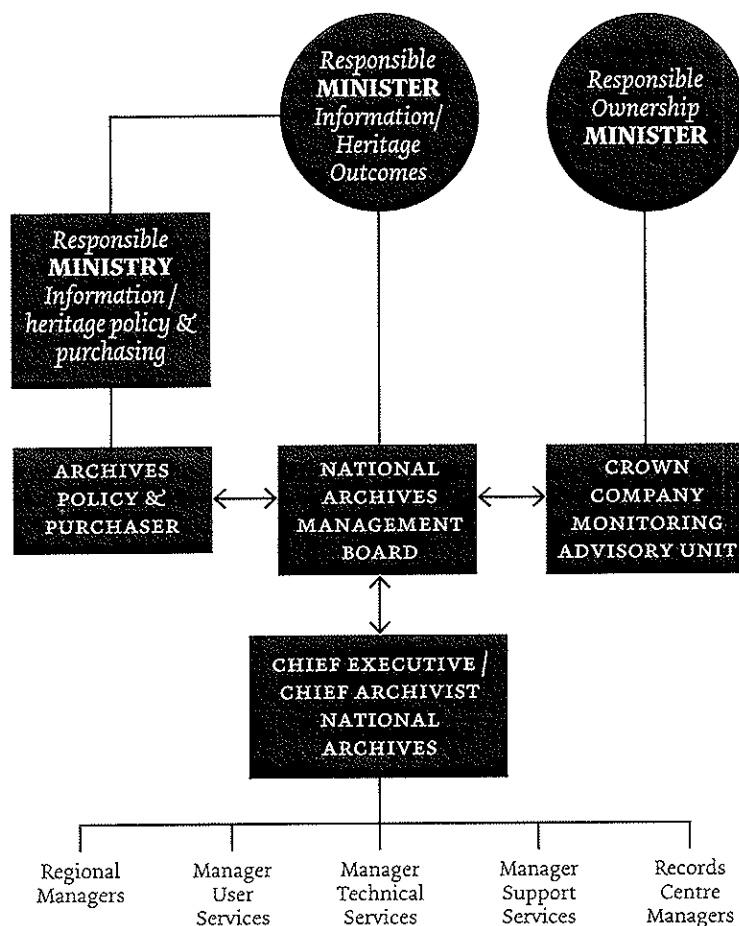 Responsible
MINISTER
Information/
Heritage
Outcomes
Responsible
Ownership
MINISTER
Responsible
MINISTRY
Information /
heritage policy &
purchasing
ARCHIVES
POLICY &
PURCHASER
NATIONAL
ARCHIVES
MANAGEMENT
BOARD
CROWN
COMPANY
MONITORING
ADVISORY UNIT
CHIEF EXECUTIVE /
CHIEF ARCHIVIST
NATIONAL
ARCHIVES
Regional
Managers
Manager
User
Services
Manager
Technical
Services
Manager
Support
Services
Records
Centre
Managers